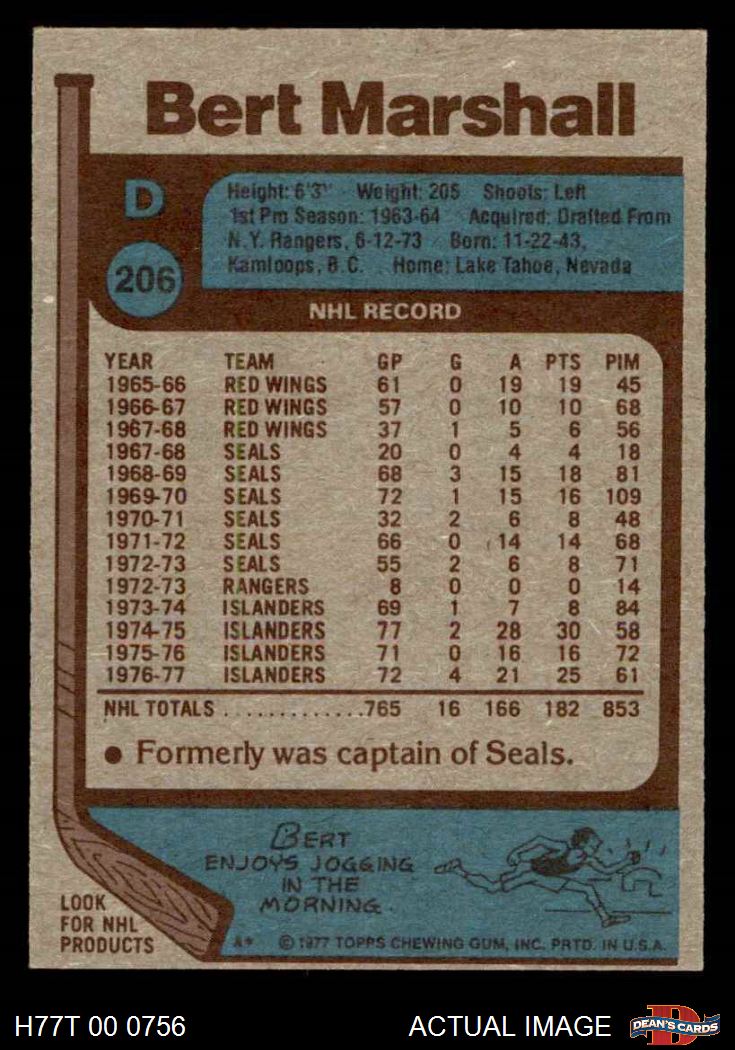 Bert Marshall
D
206
Height: 6'3" Weight: 205 Shoots: Left
1st Pro Season: 1963-64 Acquired: Drafted From
N.Y. Rangers, 6-12-73 Born: 11-22-43,
Kamloops, B.C. Home: Lake Tahoe, Nevada
NHL RECORD
YEAR TEAM GP G A PTS PIM
1965-66 RED WINGS 61 0 19 19 45
1966-67 RED WINGS 57 0 10 10 68
1967-68 RED WINGS 37 1 5 6 56
1967-68 SEALS 20 0 4 4 18
1968-69 SEALS 68 3 15 18 81
1969-70 SEALS 72 1 15 16 109
1970-71 SEALS 32 2 6 8 48
1971-72 SEALS 66 0 14 14 68
1972-73 SEALS 55 2 6 8 71
1972-73 RANGERS 8 0 0 0 14
1973-74 ISLANDERS 69 1 7 8 84
1974-75 ISLANDERS 77 2 28 30 58
1975-76 ISLANDERS 71 0 16 16 72
1976-77 ISLANDERS 72 4 21 25 61
NHL TOTALS . . . . . . . . . . . . .765 16 166 182 853
● Formerly was captain of Seals.
BERT
ENJOYS JOGGING
IN THE
MORNING.
LOOK
FOR NHL
PRODUCTS
A* © 1977 TOPPS CHEWING GUM, INC. PRTD. IN U.S.A.
H77T 00 0756
ACTUAL IMAGE
DEAN'S CARDS